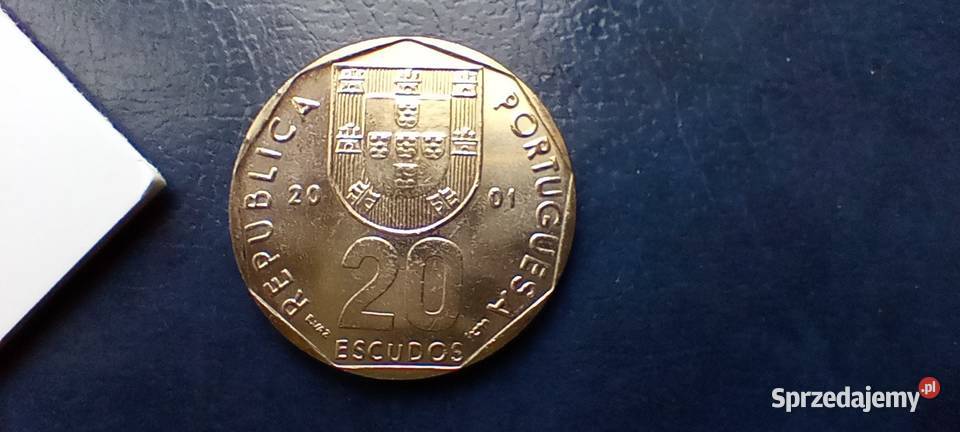 REPUBLICA PORTUGUESA
20 01
20
ESCUDOS
Sprzedajemy.pl